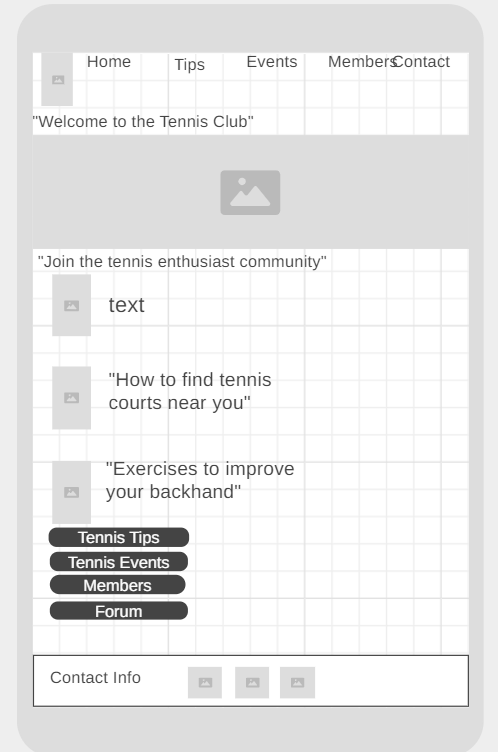 Home Tips Events Members Contact
"Welcome to the Tennis Club"
"Join the tennis enthusiast community"
text
"How to find tennis
courts near you"
"Exercises to improve
your backhand"
Tennis Tips
Tennis Events
Members
Forum
Contact Info